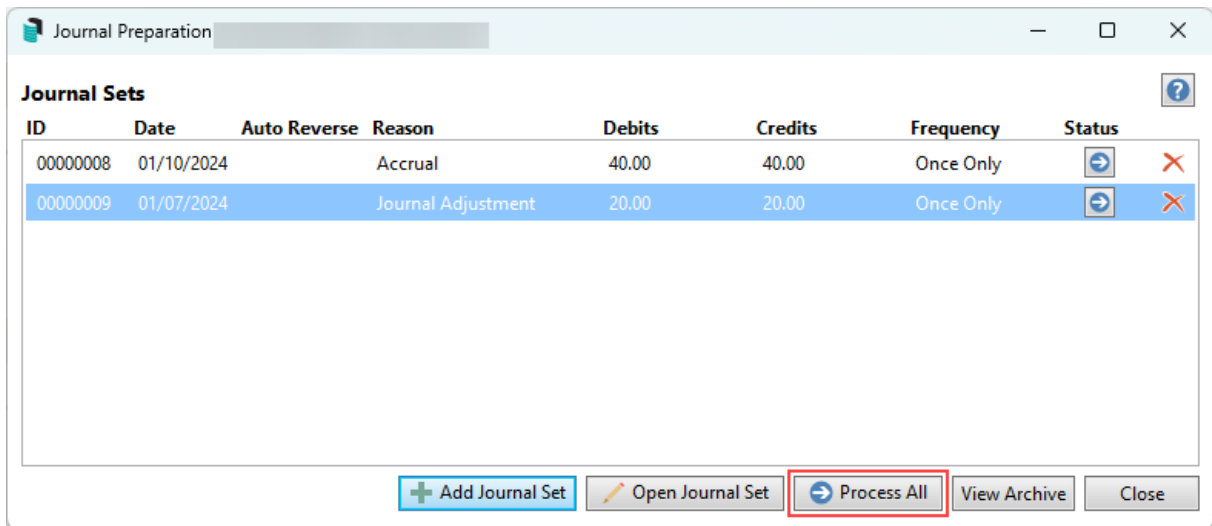 Journal Preparation
Journal Sets
ID Date Auto Reverse Reason Debits Credits Frequency Status
00000008 01/10/2024 Accrual 40.00 40.00 Once Only
00000009 01/07/2024 Journal Adjustment 20.00 20.00 Once Only
Add Journal Set Open Journal Set Process All View Archive Close